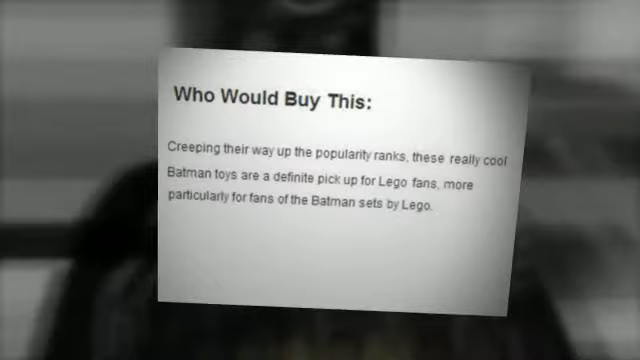 Who Would Buy This:
Creeping their way up the popularity ranks, these really cool
Batman toys are a definite pick up for Lego fans, more
particularly for fans of the Batman sets by Lego.